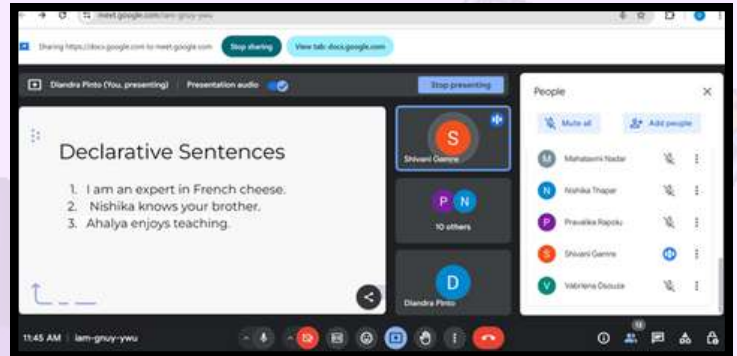 meet.google.com/iam-gnuy-ywu
Sharing https://docs.google.com to meet.google.com
Stop sharing
View tab: docs.google.com
Diandra Pinto (You, presenting)
Presentation audio
Stop presenting
Declarative Sentences
1. I am an expert in French cheese.
2. Nishika knows your brother.
3. Ahalya enjoys teaching.
S
Shivani Gamre
P N
10 others
D
Diandra Pinto
People
Mute all
Add people
M Nadar
N Nishika Thapar
P Pravalika
S Shivani Gamre
V Dsouza
11:45 AM
iam-gnuy-ywu